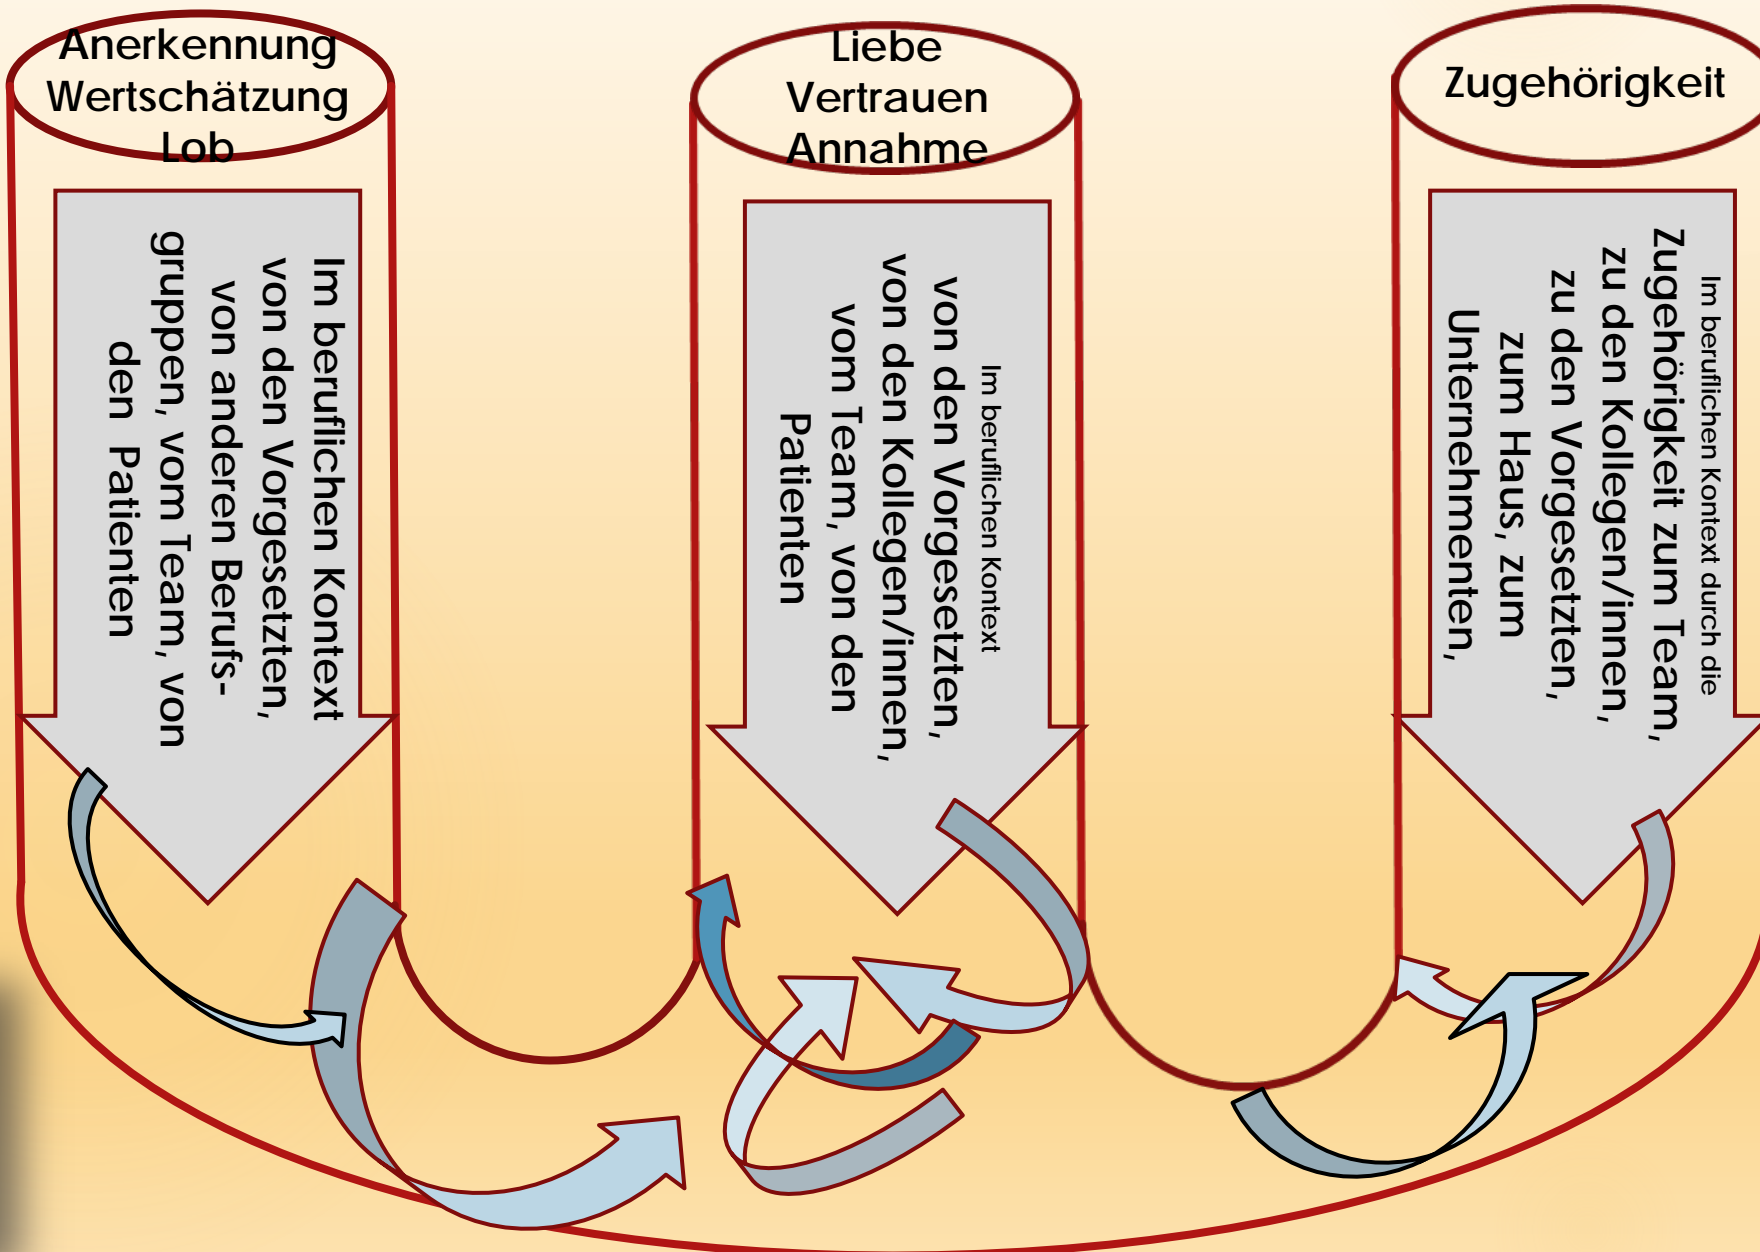 Anerkennung
Wertschätzung
Lob
Im beruflichen Kontext
von den Vorgesetzten,
von anderen Berufs-
gruppen, vom Team, von
den Patienten
Liebe
Vertrauen
Annahme
Im beruflichen Kontext
von den Vorgesetzten,
von den Kollegen/innen,
vom Team, von den
Patienten
Zugehörigkeit
Im beruflichen Kontext durch die
Zugehörigkeit zum Team,
zu den Kollegen/innen,
zu den Vorgesetzten,
zum Haus, zum
Unternehmenten,